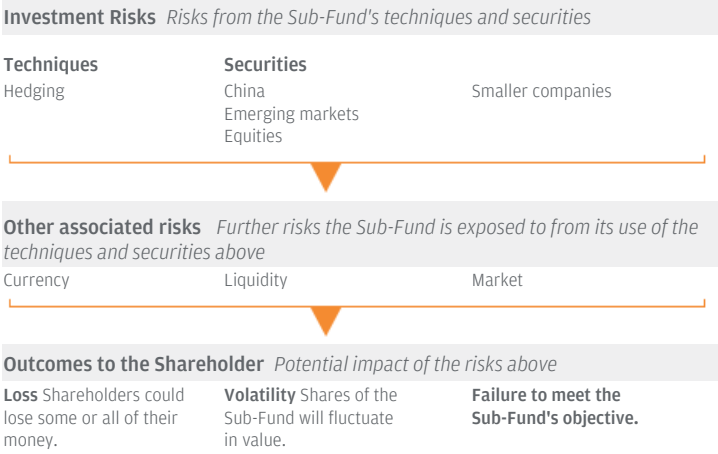 Investment Risks Risks from the Sub-Fund's techniques and securities
Techniques
Hedging
Securities
China
Emerging markets
Equities
Smaller companies
Other associated risks Further risks the Sub-Fund is exposed to from its use of the
techniques and securities above
Currency
Liquidity
Market
Outcomes to the Shareholder Potential impact of the risks above
Loss Shareholders could
lose some or all of their
money.
Volatility Shares of the
Sub-Fund will fluctuate
in value.
Failure to meet the
Sub-Fund's objective.